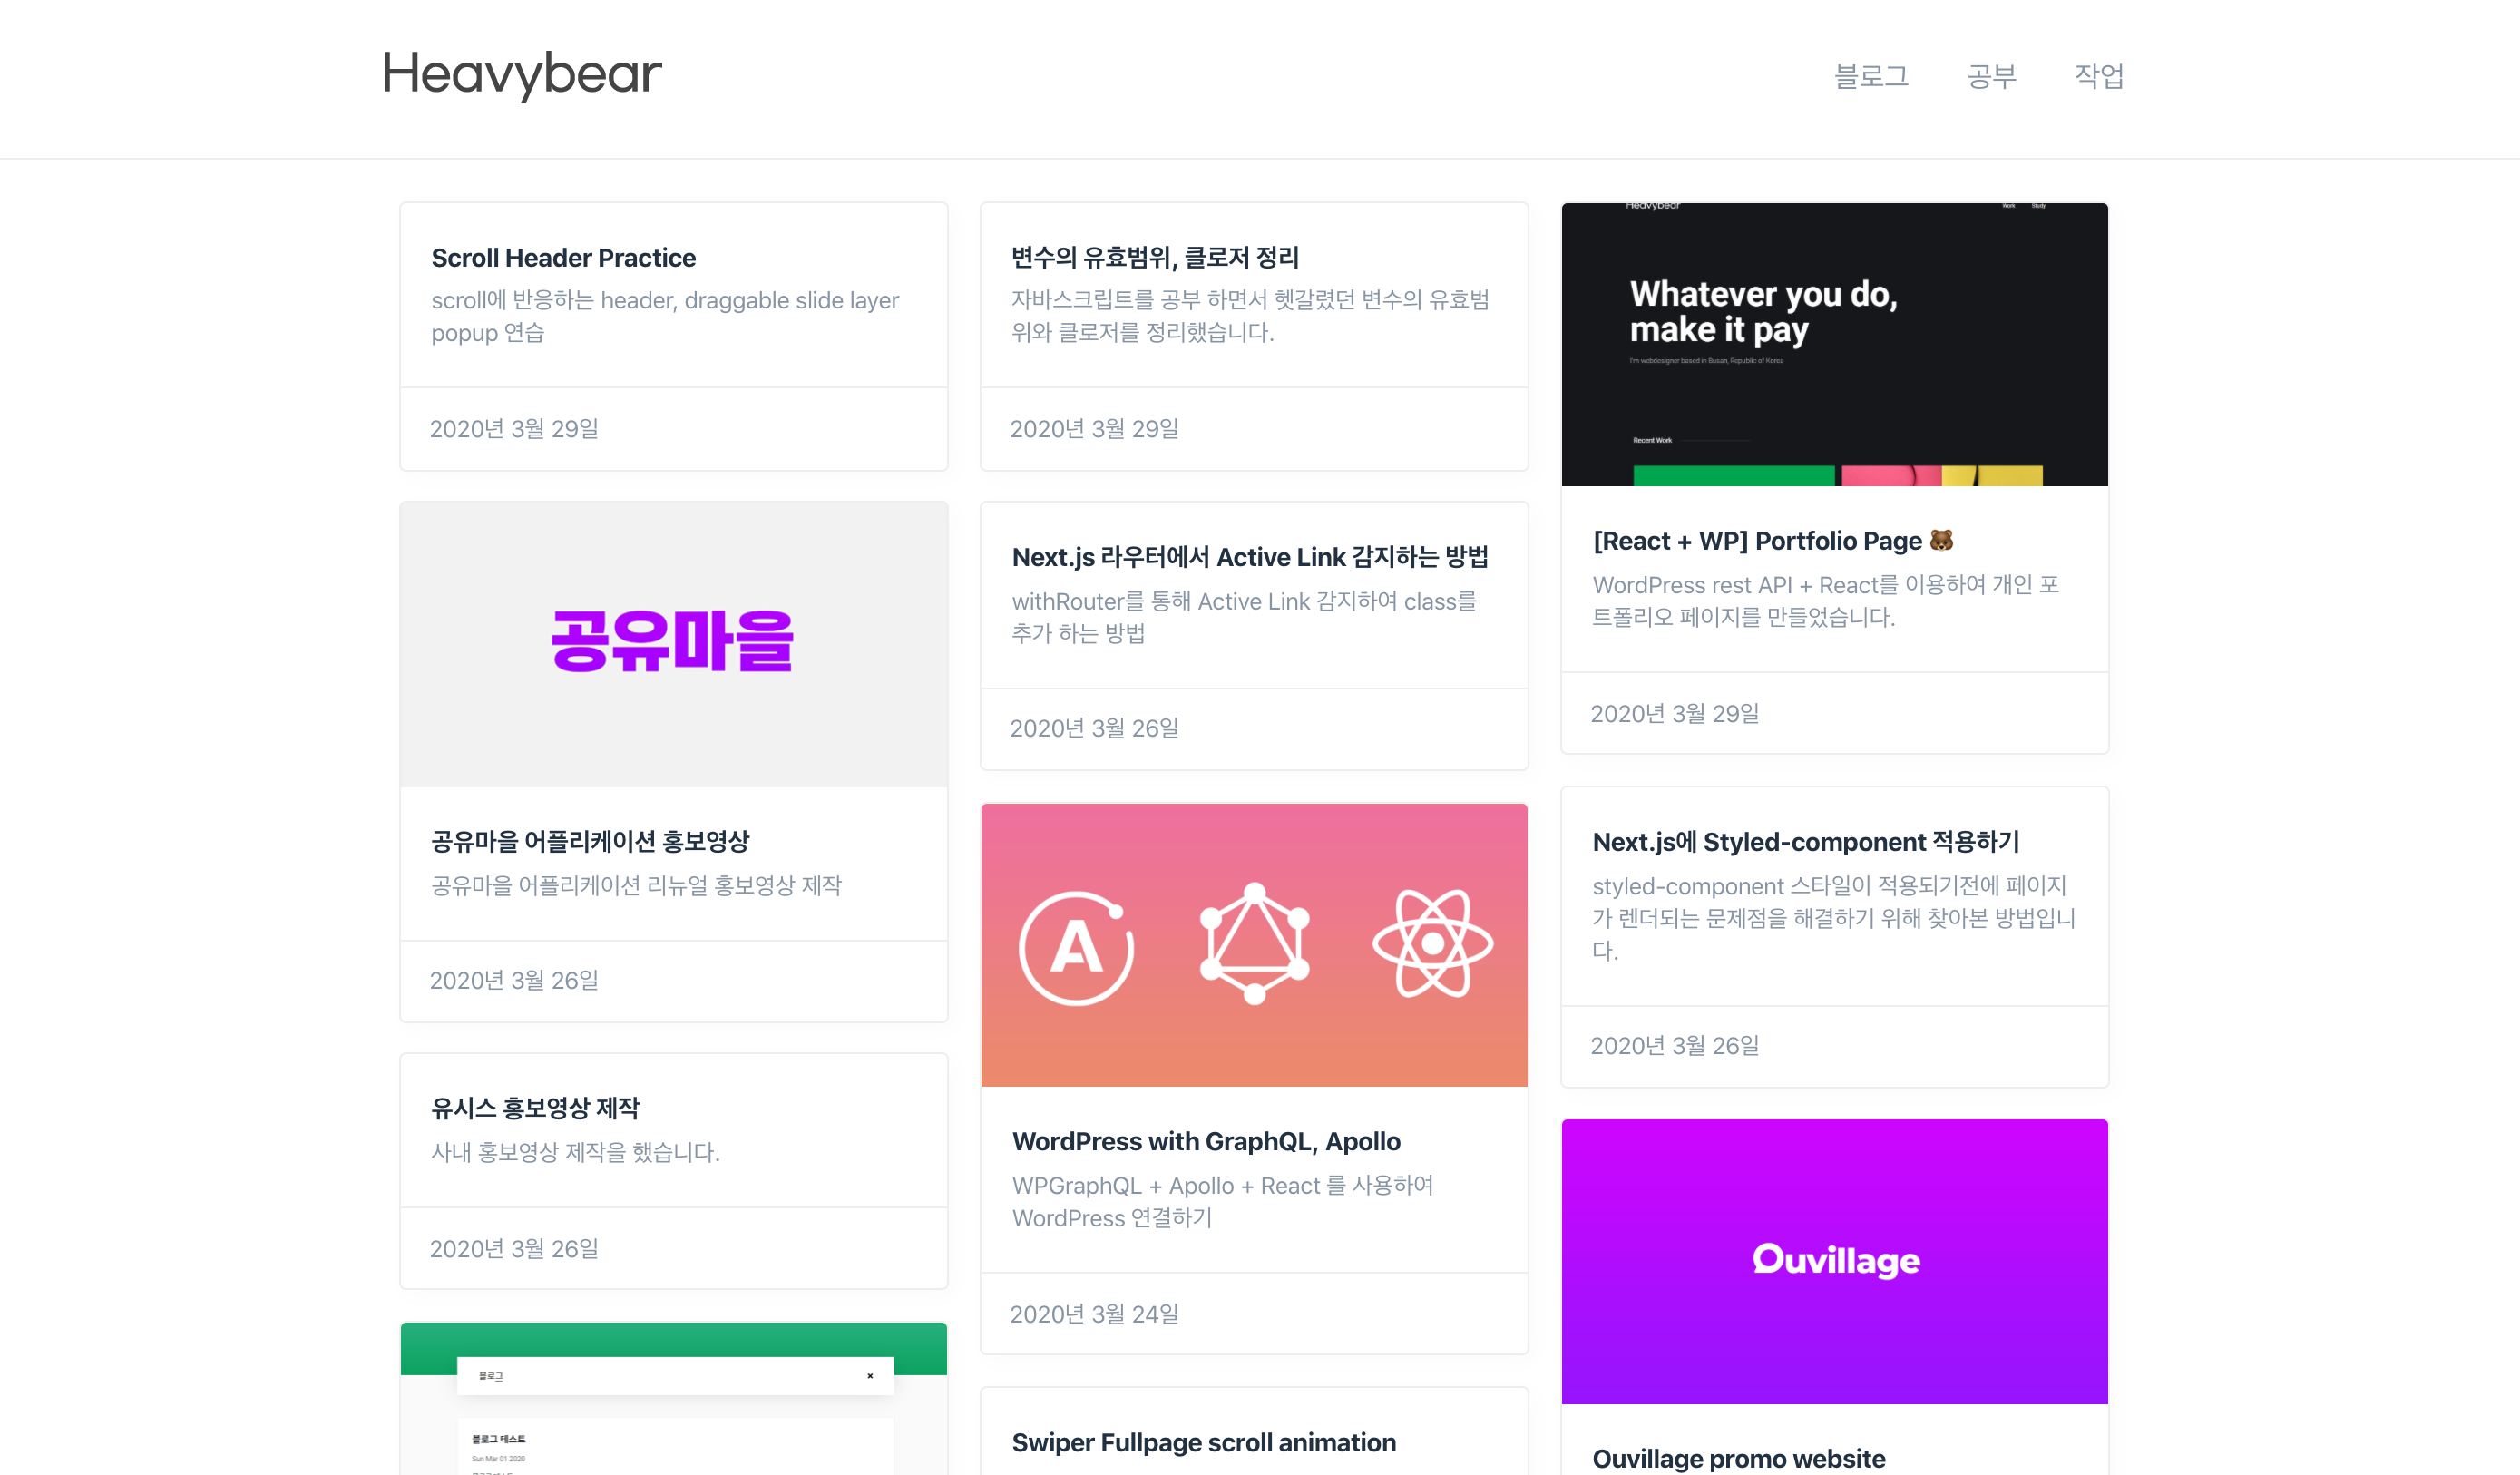 Heavybear
블로그 공부 작업
Scroll Header Practice
scroll에 반응하는 header, draggable slide layer
popup 연습
2020년 3월 29일
변수의 유효범위, 클로저 정리
자바스크립트를 공부 하면서 헷갈렸던 변수의 유효범
위와 클로저를 정리했습니다.
2020년 3월 29일
Heavybear
Work Study
Whatever you do,
make it pay
I'm webdesigner based in Busan, Republic of Korea
Recent Work
[React + WP] Portfolio Page 🐻
WordPress rest API + React를 이용하여 개인 포
트폴리오 페이지를 만들었습니다.
2020년 3월 29일
공유마을
공유마을 어플리케이션 홍보영상
공유마을 어플리케이션 리뉴얼 홍보영상 제작
2020년 3월 26일
Next.js 라우터에서 Active Link 감지하는 방법
withRouter를 통해 Active Link 감지하여 class를
추가 하는 방법
2020년 3월 26일
Next.js에 Styled-component 적용하기
styled-component 스타일이 적용되기전에 페이지
가 렌더되는 문제점을 해결하기 위해 찾아본 방법입니
다.
2020년 3월 26일
유시스 홍보영상 제작
사내 홍보영상 제작을 했습니다.
2020년 3월 26일
A
WordPress with GraphQL, Apollo
WPGraphQL + Apollo + React 를 사용하여
WordPress 연결하기
2020년 3월 24일
Ouvillage
Ouvillage promo website
블로그
블로그 테스트
Sun Mar 01 2020
Swiper Fullpage scroll animation